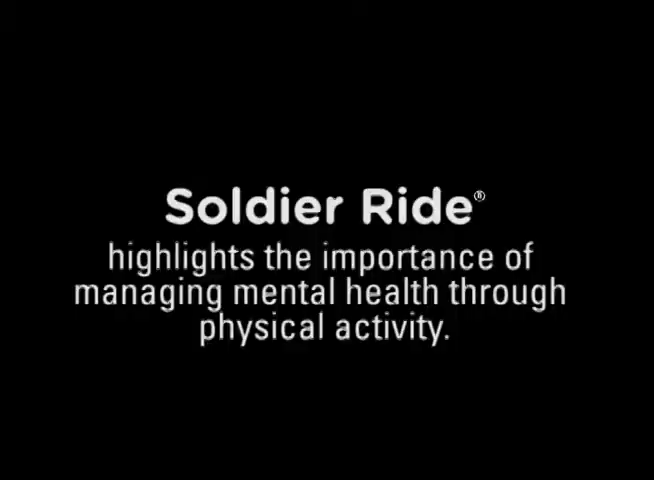 Soldier Ride®
highlights the importance of
managing mental health through
physical activity.